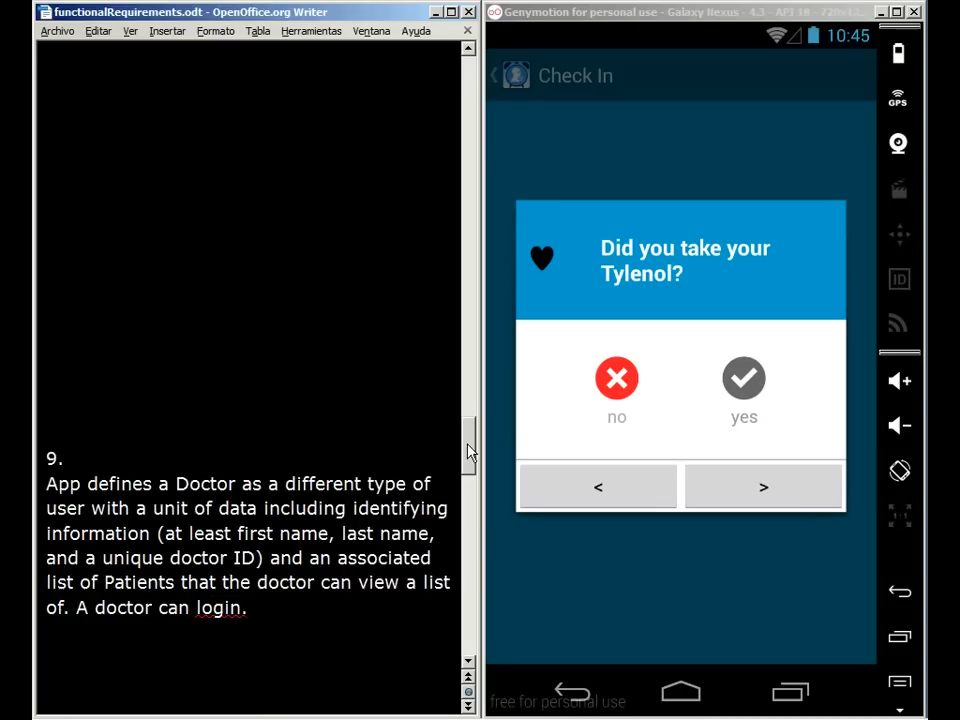 functionalRequirements.odt - OpenOffice.org Writer
Archivo Editar Ver Insertar Formato Tabla Herramientas Ventana Ayuda
9.
App defines a Doctor as a different type of
user with a unit of data including identifying
information (at least first name, last name,
and a unique doctor ID) and an associated
list of Patients that the doctor can view a list
of. A doctor can login.
Genymotion for personal use - Galaxy Nexus - 4.3 - API 18 -
10:45
Check In
Did you take your
Tylenol?
no
yes
<
>
free for personal use
GPS
ID
1:1